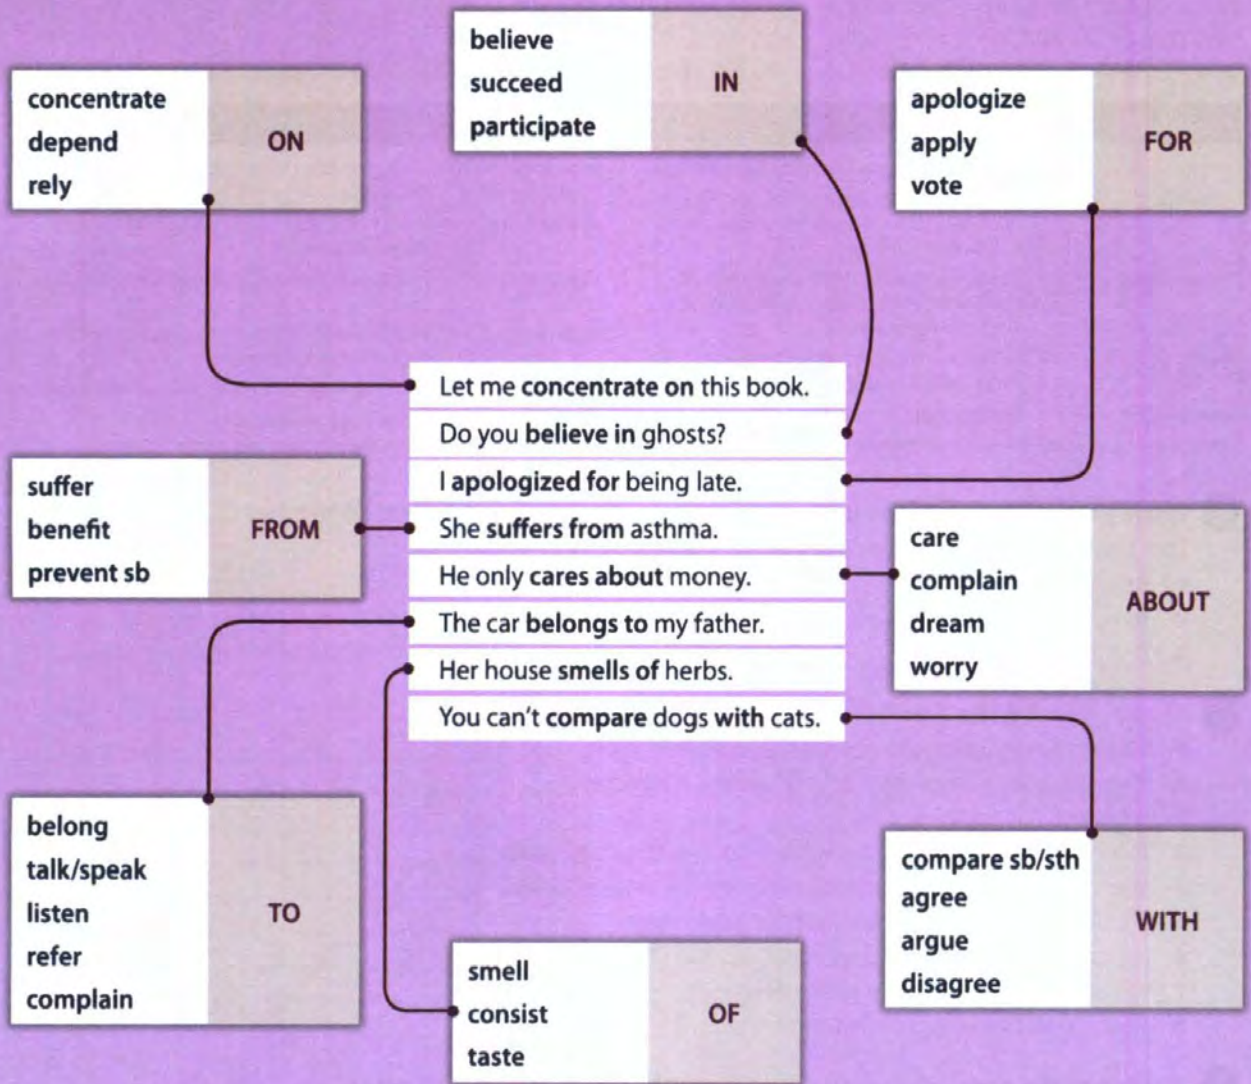 believe
succeed
participate
IN
concentrate
depend
rely
ON
apologize
apply
vote
FOR
Let me concentrate on this book.
Do you believe in ghosts?
I apologized for being late.
She suffers from asthma.
He only cares about money.
The car belongs to my father.
Her house smells of herbs.
You can't compare dogs with cats.
suffer
benefit
prevent sb
FROM
care
complain
dream
worry
ABOUT
belong
talk/speak
listen
refer
complain
TO
smell
consist
taste
OF
compare sb/sth
agree
argue
disagree
WITH